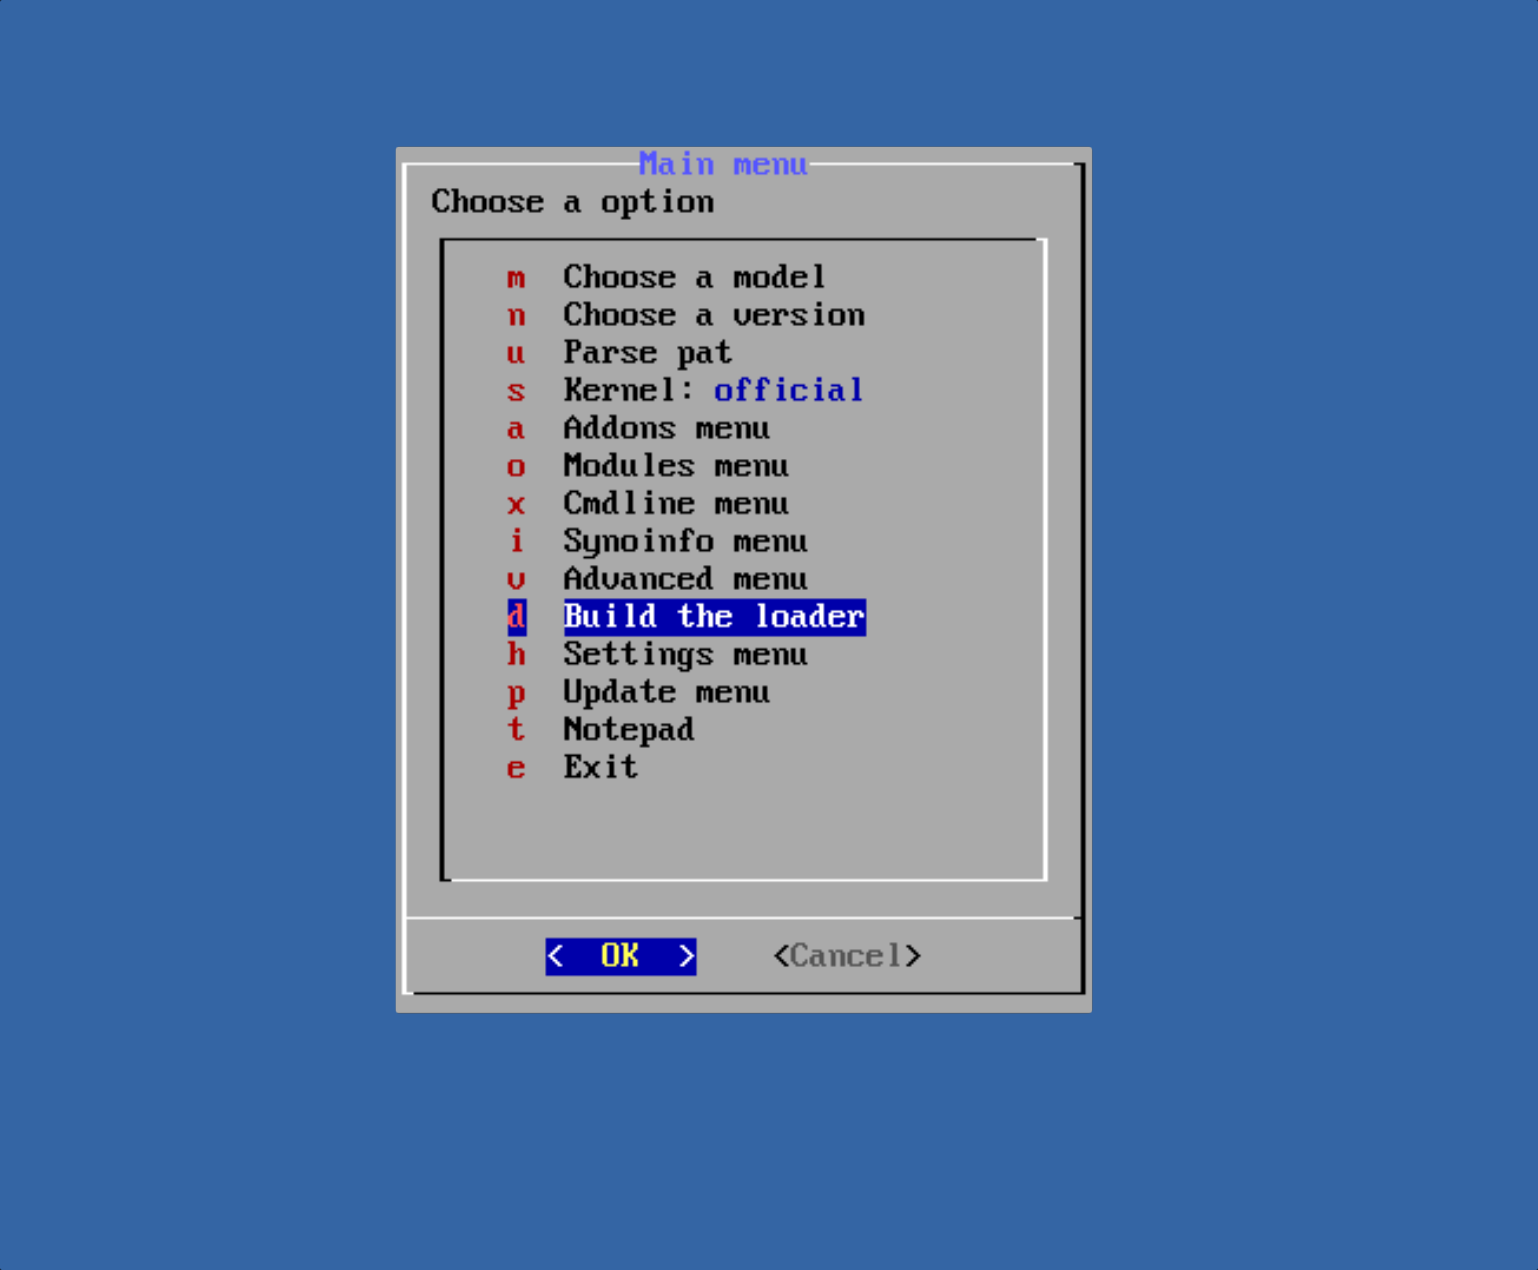 Main menu
Choose a option
m Choose a model
n Choose a version
u Parse pat
s Kernel: official
a Addons menu
o Modules menu
x Cmdline menu
i Synoinfo menu
v Advanced menu
d Build the loader
h Settings menu
p Update menu
t Notepad
e Exit
< OK > <Cancel>